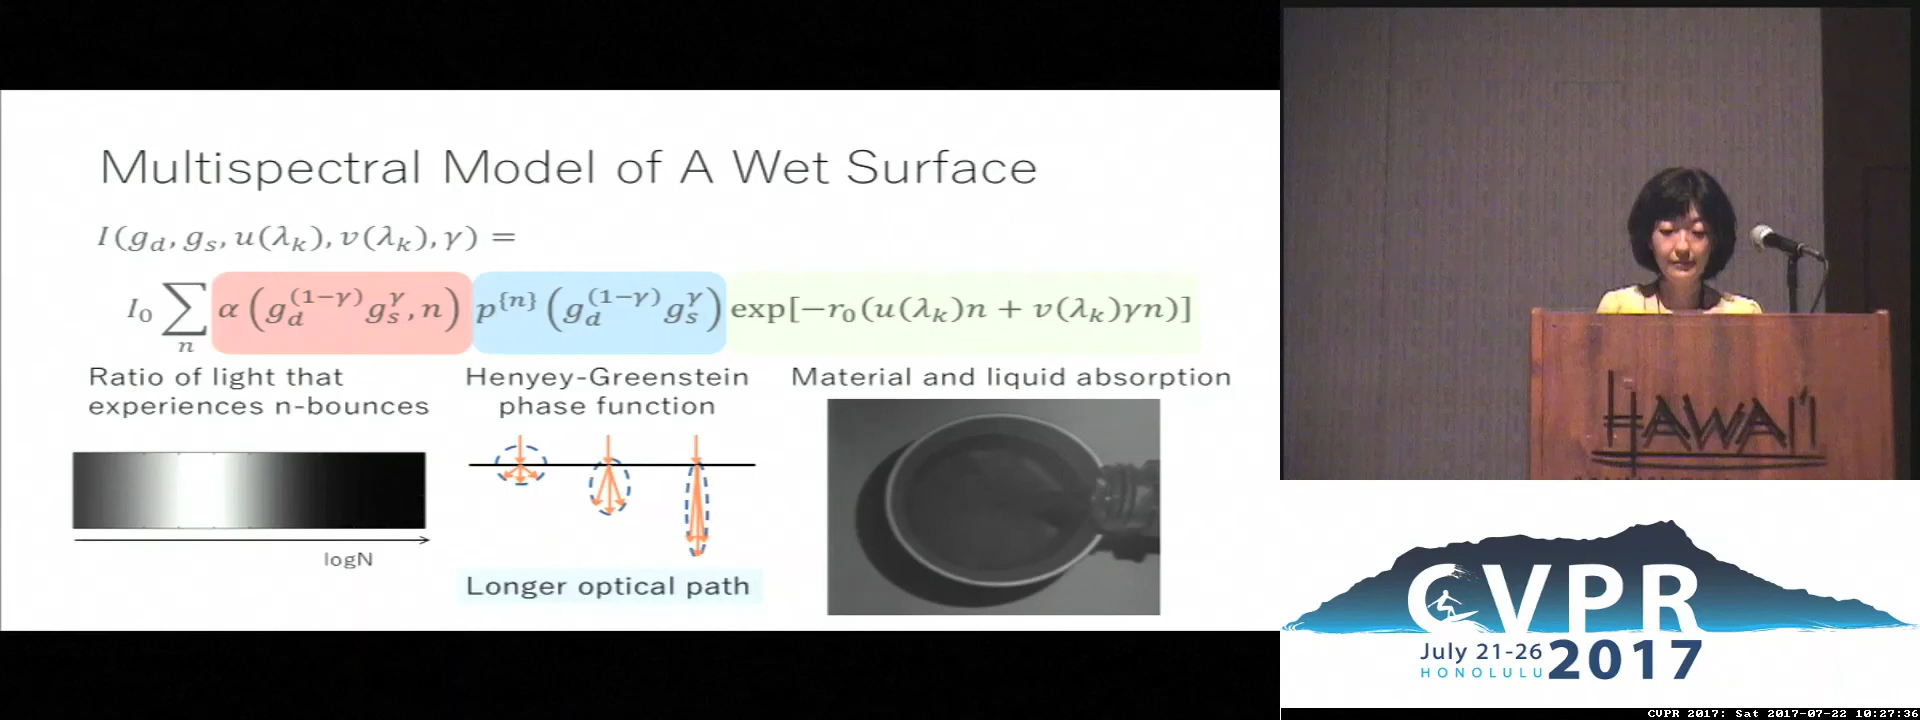 Multispectral Model of A Wet Surface
I(g_d, g_s, u(λ_k), v(λ_k), γ) =
I_0 ∑_n α(g_d^{(1−γ)} g_s^γ, n) p^{{n}}(g_d^{(1−γ)} g_s^γ) exp[−r_0(u(λ_k)n + v(λ_k)γn)]
Ratio of light that
experiences n-bounces
Henyey-Greenstein
phase function
Material and liquid absorption
logN
Longer optical path
HAWAI'I
CVPR
July 21-26
HONOLULU
2017
CVPR 2017: Sat 2017-07-22 10:27:36